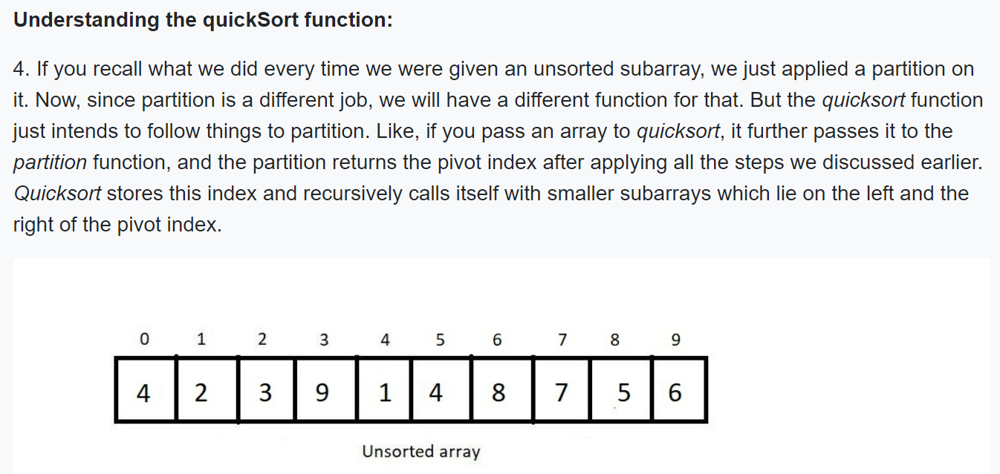 Understanding the quickSort function:
4. If you recall what we did every time we were given an unsorted subarray, we just applied a partition on
it. Now, since partition is a different job, we will have a different function for that. But the quicksort function
just intends to follow things to partition. Like, if you pass an array to quicksort, it further passes it to the
partition function, and the partition returns the pivot index after applying all the steps we discussed earlier.
Quicksort stores this index and recursively calls itself with smaller subarrays which lie on the left and the
right of the pivot index.
0 1 2 3 4 5 6 7 8 9
4 2 3 9 1 4 8 7 5 6
Unsorted array